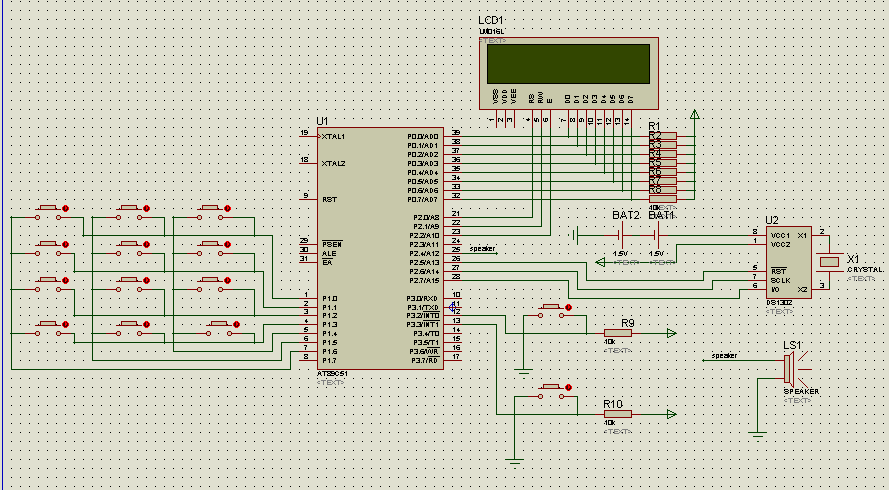 LCD1
LM016L
<TEXT>
VSS
VDD
VEE
RS
RW
E
D0
D1
D2
D3
D4
D5
D6
D7
1
2
3
4
5
6
7
8
9
10
11
12
13
14
U1
19
XTAL1
18
XTAL2
9
RST
29
PSEN
30
ALE
31
EA
1
P1.0
2
P1.1
3
P1.2
4
P1.3
5
P1.4
6
P1.5
7
P1.6
8
P1.7
P0.0/AD0
39
P0.1/AD1
38
P0.2/AD2
37
P0.3/AD3
36
P0.4/AD4
35
P0.5/AD5
34
P0.6/AD6
33
P0.7/AD7
32
P2.0/A8
21
P2.1/A9
22
P2.2/A10
23
P2.3/A11
24
P2.4/A12
25
P2.5/A13
26
P2.6/A14
27
P2.7/A15
28
P3.0/RXD
10
P3.1/TXD
11
P3.2/INT0
12
P3.3/INT1
13
P3.4/T0
14
P3.5/T1
15
P3.6/WR
16
P3.7/RD
17
AT89C51
<TEXT>
speaker
R1
R2
R3
R4
R5
R6
R7
R8
10k
BAT2
1.5V
<TEXT>
BAT1
1.5V
<TEXT>
U2
8
VCC1
1
VCC2
5
RST
7
SCLK
6
I/O
X1
2
X2
3
DS1302
<TEXT>
X1
CRYSTAL
<TEXT>
R9
10k
<TEXT>
R10
10k
<TEXT>
speaker
LS1
SPEAKER
<TEXT>